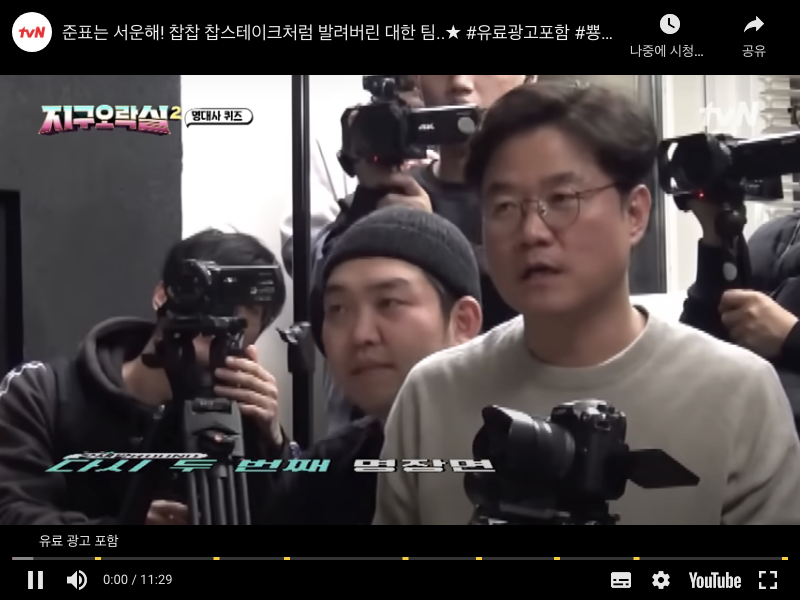 tvN
준표는 서운해! 찹찹 찹스테이크처럼 발려버린 대한 팀..★ #유료광고포함 #뿅...
나중에 시청...
공유
지구오락실2
명대사 퀴즈
tvN
다시 두 번째 명장면
유료 광고 포함
0:00 / 11:29
YouTube